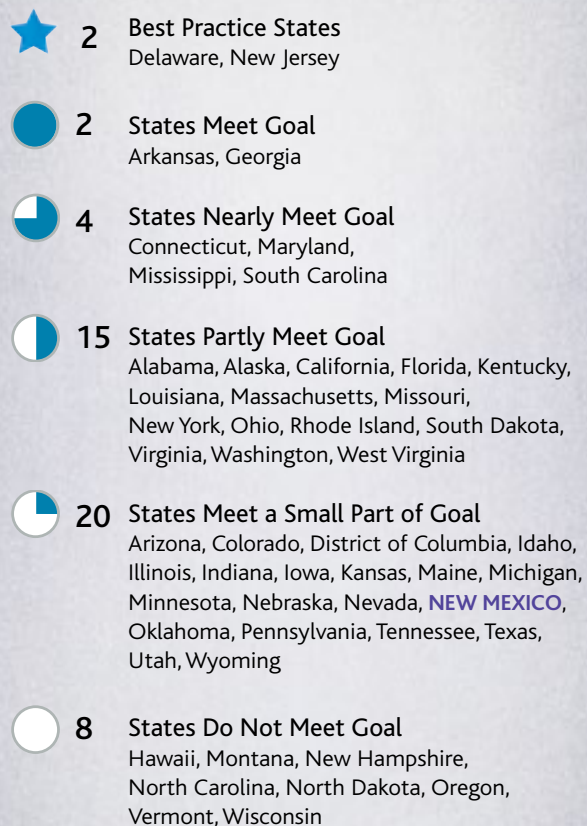 2 Best Practice States
Delaware, New Jersey
2 States Meet Goal
Arkansas, Georgia
4 States Nearly Meet Goal
Connecticut, Maryland,
Mississippi, South Carolina
15 States Partly Meet Goal
Alabama, Alaska, California, Florida, Kentucky,
Louisiana, Massachusetts, Missouri,
New York, Ohio, Rhode Island, South Dakota,
Virginia, Washington, West Virginia
20 States Meet a Small Part of Goal
Arizona, Colorado, District of Columbia, Idaho,
Illinois, Indiana, Iowa, Kansas, Maine, Michigan,
Minnesota, Nebraska, Nevada, NEW MEXICO,
Oklahoma, Pennsylvania, Tennessee, Texas,
Utah, Wyoming
8 States Do Not Meet Goal
Hawaii, Montana, New Hampshire,
North Carolina, North Dakota, Oregon,
Vermont, Wisconsin